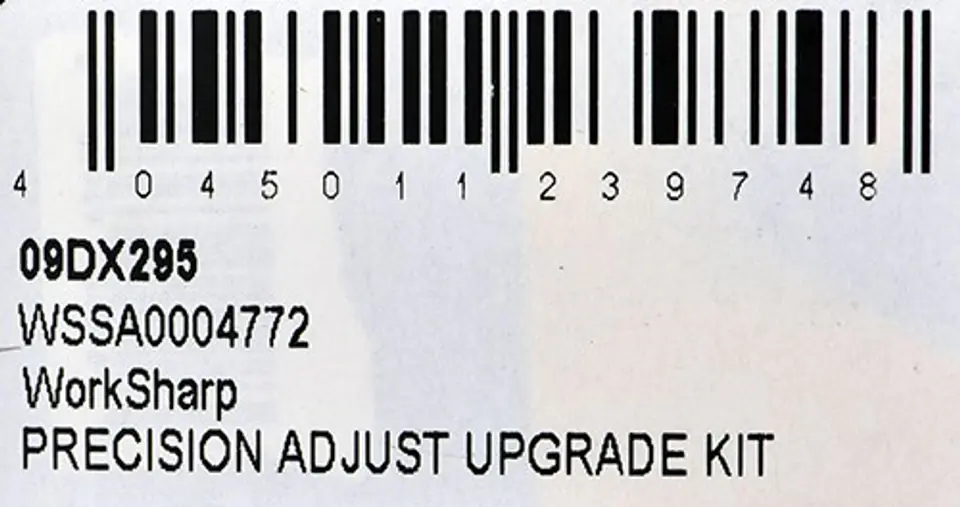 4 045011 239748
09DX295
WSSA0004772
WorkSharp
PRECISION ADJUST UPGRADE KIT